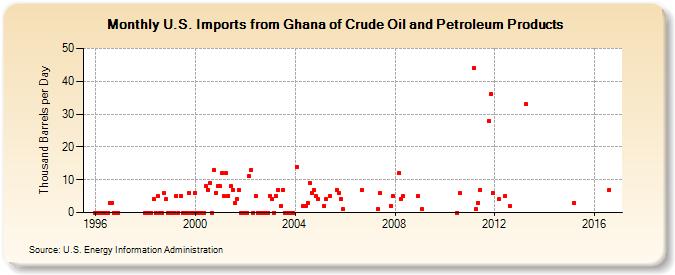 Monthly U.S. Imports from Ghana of Crude Oil and Petroleum Products
Thousand Barrels per Day
50
40
30
20
10
0
1996 2000 2004 2008 2012 2016
Source: U.S. Energy Information Administration